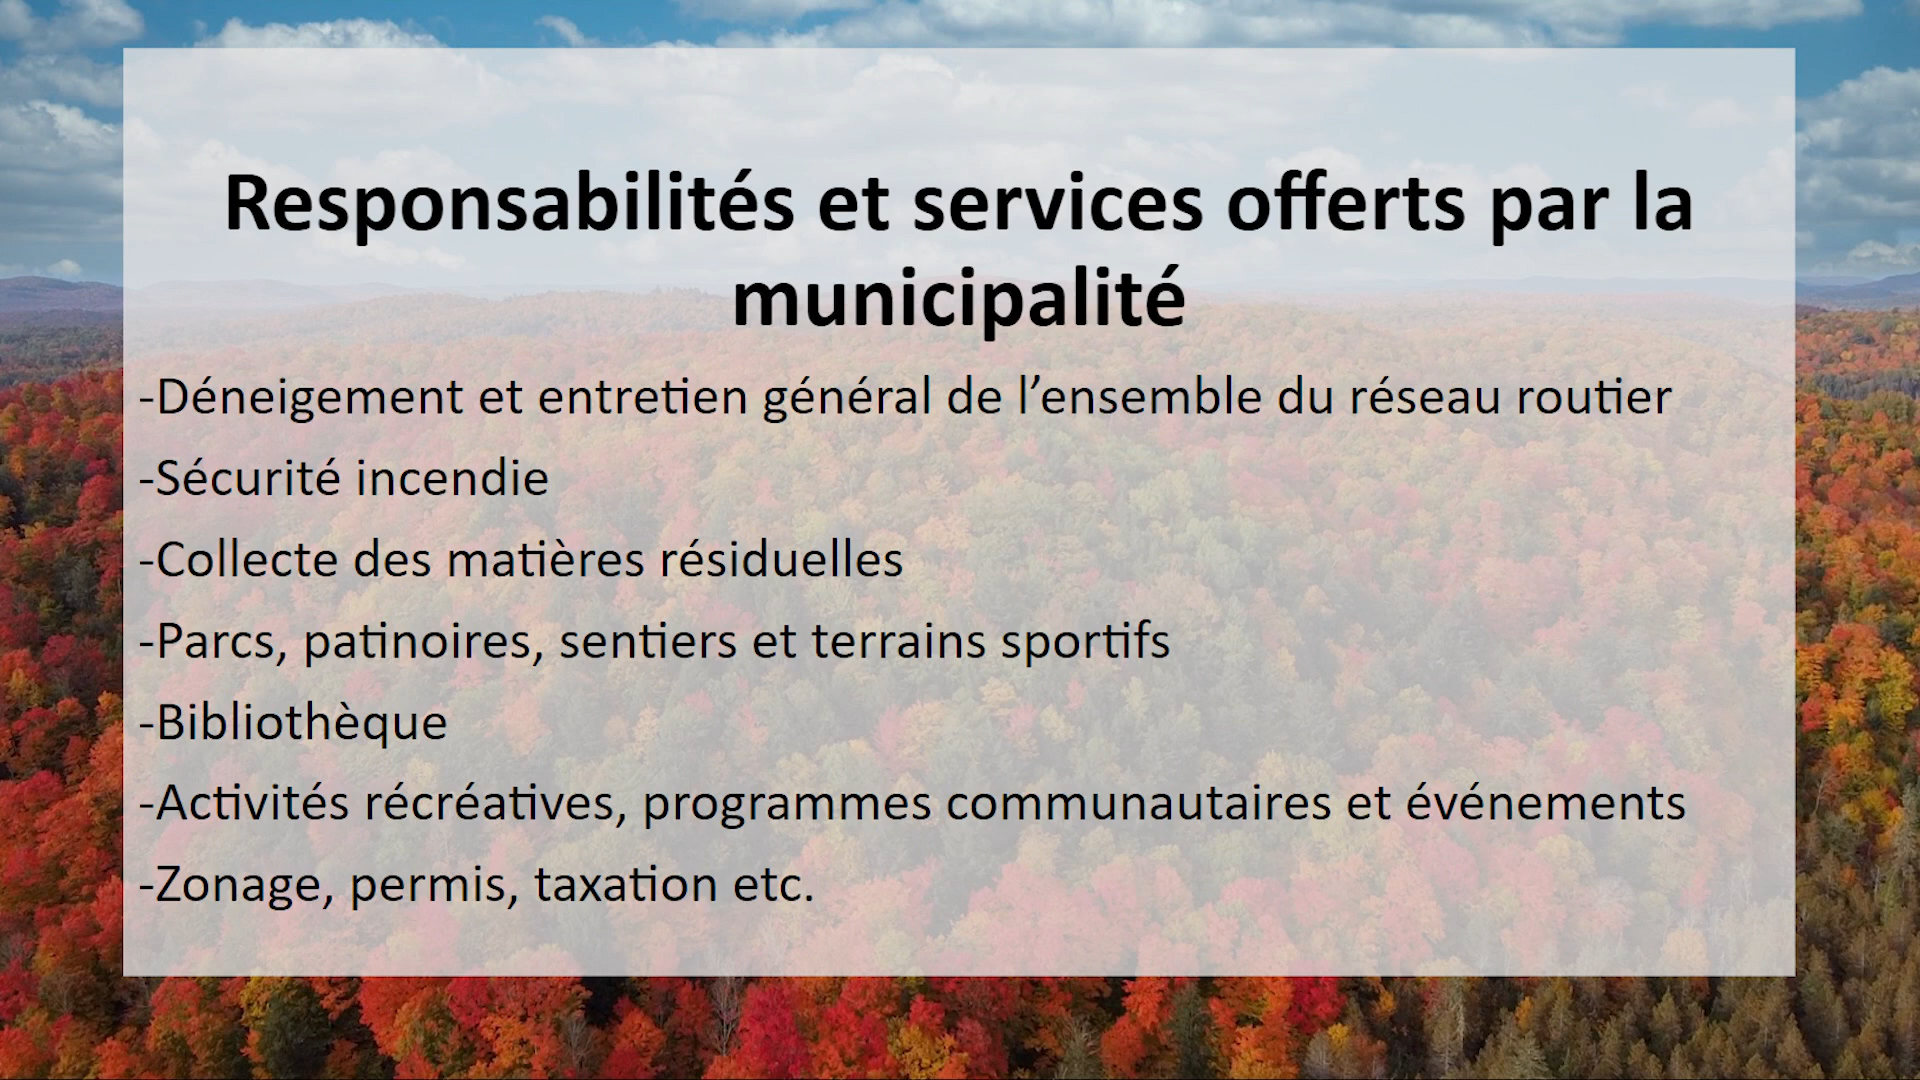 Responsabilités et services offerts par la
municipalité
-Déneigement et entretien général de l’ensemble du réseau routier
-Sécurité incendie
-Collecte des matières résiduelles
-Parcs, patinoires, sentiers et terrains sportifs
-Bibliothèque
-Activités récréatives, programmes communautaires et événements
-Zonage, permis, taxation etc.